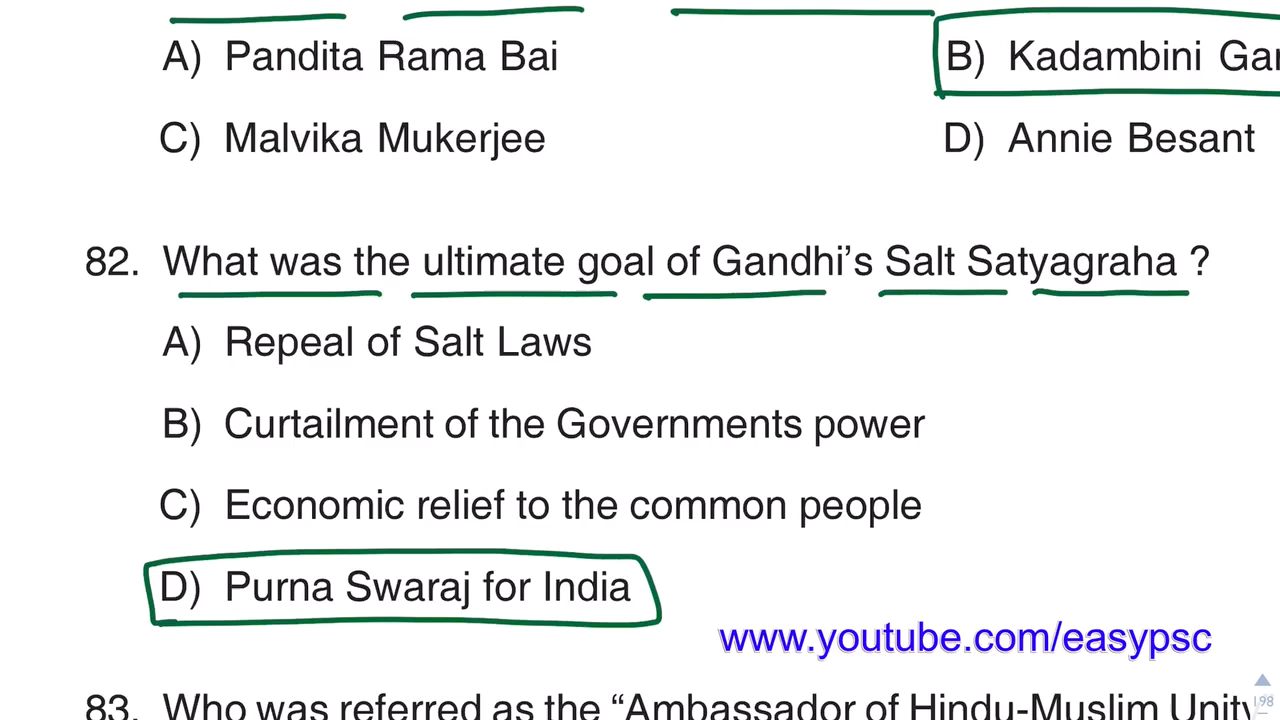 A) Pandita Rama Bai B) Kadambini
C) Malvika Mukerjee D) Annie Besant
82. What was the ultimate goal of Gandhi’s Salt Satyagraha ?
A) Repeal of Salt Laws
B) Curtailment of the Governments power
C) Economic relief to the common people
D) Purna Swaraj for India
www.youtube.com/easypsc
83. Who was referred as the “Ambassador of Hindu-Muslim Unity
198